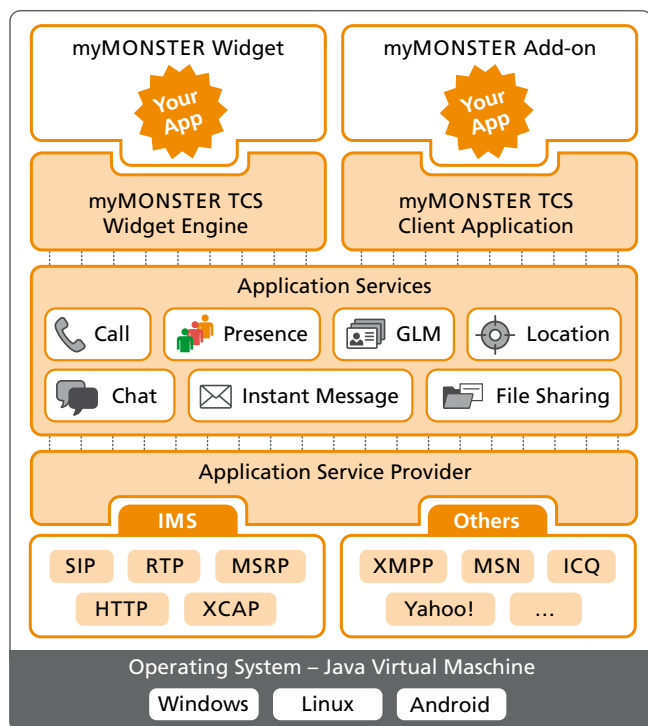 myMONSTER Widget
Your
App
myMONSTER Add-on
Your
App
myMONSTER TCS
Widget Engine
myMONSTER TCS
Client Application
Application Services
Call
Presence
GLM
Location
Chat
Instant Message
File Sharing
Application Service Provider
IMS
Others
SIP
RTP
MSRP
HTTP
XCAP
XMPP
MSN
ICQ
Yahoo!
...
Operating System – Java Virtual Maschine
Windows
Linux
Android